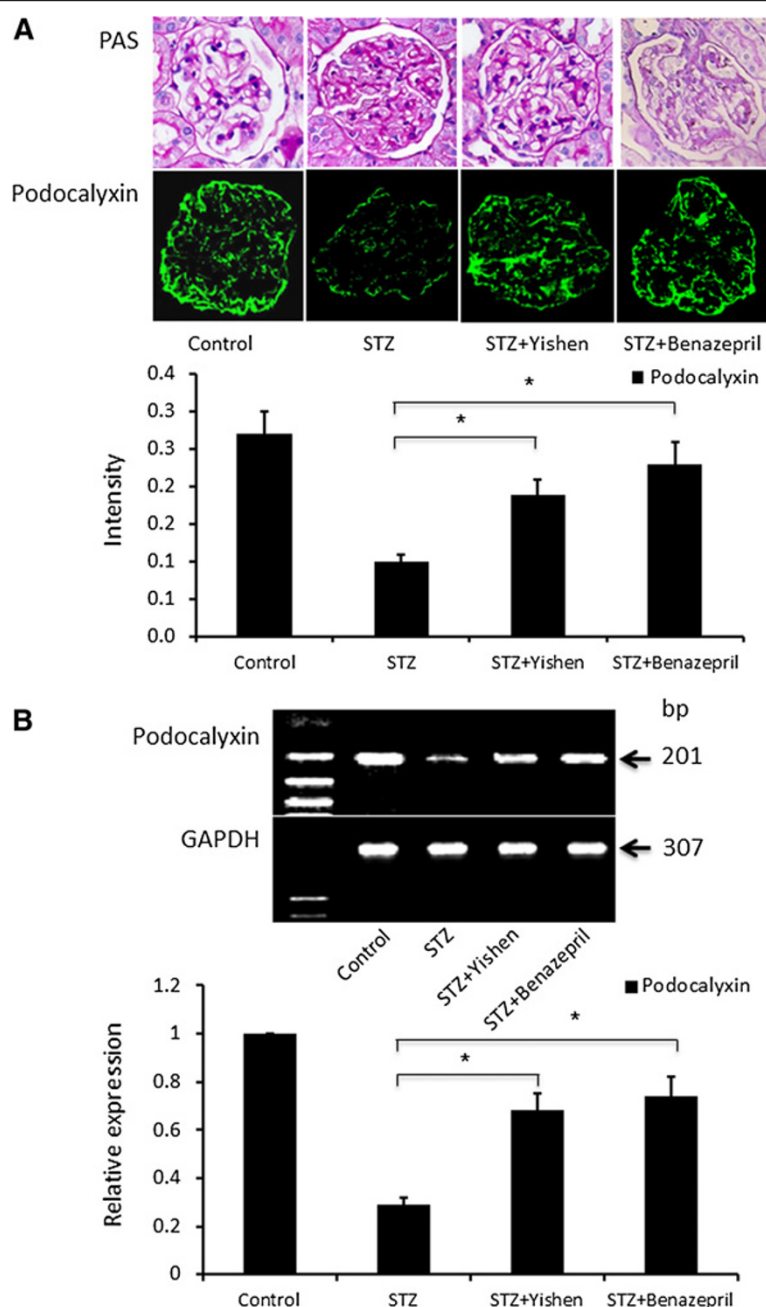 A
PAS
Podocalyxin
Control STZ STZ+Yishen STZ+Benazepril
0.4
0.3
0.3
0.2
0.2
0.1
0.1
0.0
Intensity
■ Podocalyxin
*
*
Control STZ STZ+Yishen STZ+Benazepril
B
bp
Podocalyxin
201
GAPDH
307
Control STZ STZ+Yishen STZ+Benazepril
1.2
1
0.8
0.6
0.4
0.2
0
Relative expression
■ Podocalyxin
*
*
Control STZ STZ+Yishen STZ+Benazepril